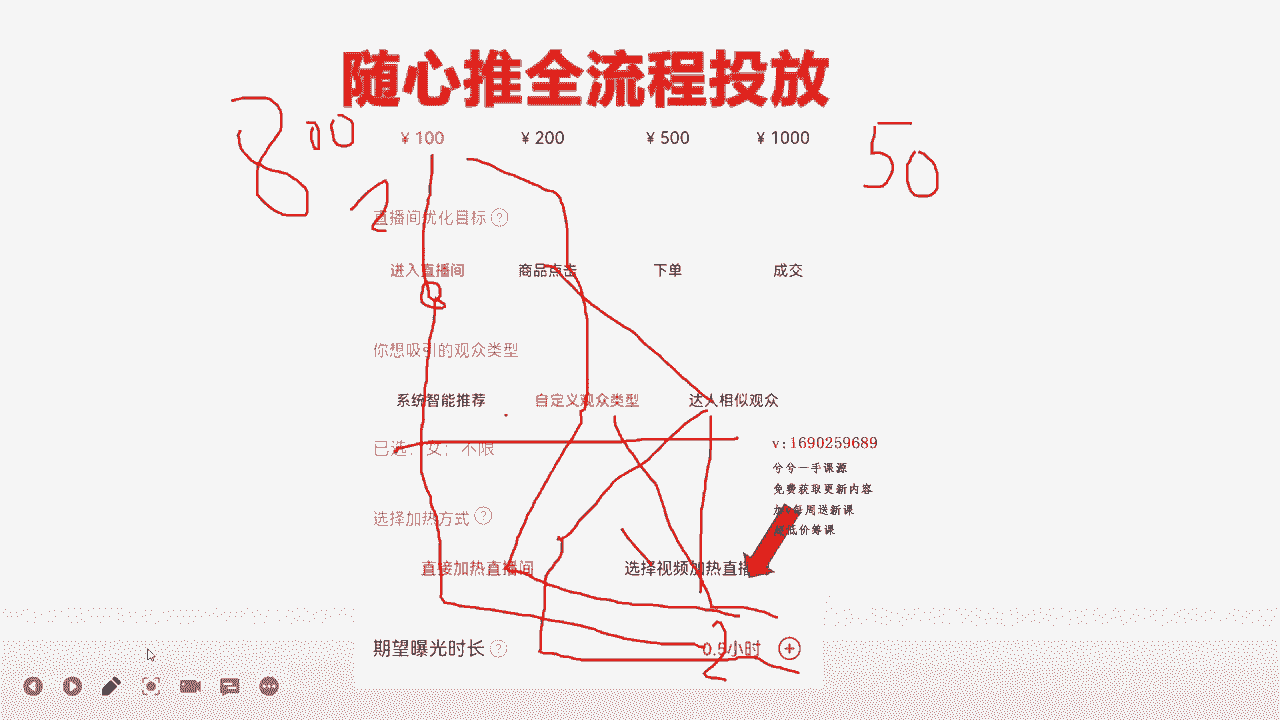 随心推全流程投放
800 ¥ 100 ¥ 200 ¥ 500 ¥ 1000 50
2
直播间优化目标 ?
进入直播间 商品点击 下单 成交
你想吸引的观众类型
系统智能推荐 自定义观众类型 达人相似观众
已选：女；不限
v:1690259689
兮兮一手课源
免费获取更新内容
每周送新课
低价筹课
选择加热方式 ?
直接加热直播间 选择视频加热直播
期望曝光时长 ? 0.5小时 +
2